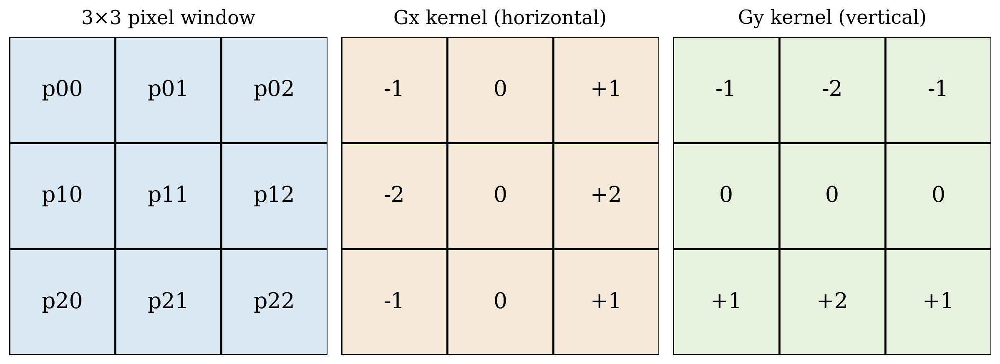 3×3 pixel window
p00 p01 p02
p10 p11 p12
p20 p21 p22
Gx kernel (horizontal)
-1 0 +1
-2 0 +2
-1 0 +1
Gy kernel (vertical)
-1 -2 -1
0 0 0
+1 +2 +1